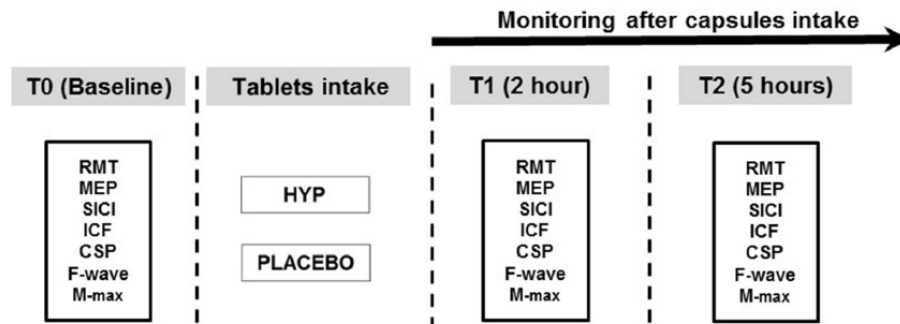 Monitoring after capsules intake
T0 (Baseline)
Tablets intake
T1 (2 hour)
T2 (5 hours)
RMT
MEP
SICI
ICF
CSP
F-wave
M-max
HYP
PLACEBO
RMT
MEP
SICI
ICF
CSP
F-wave
M-max
RMT
MEP
SICI
ICF
CSP
F-wave
M-max